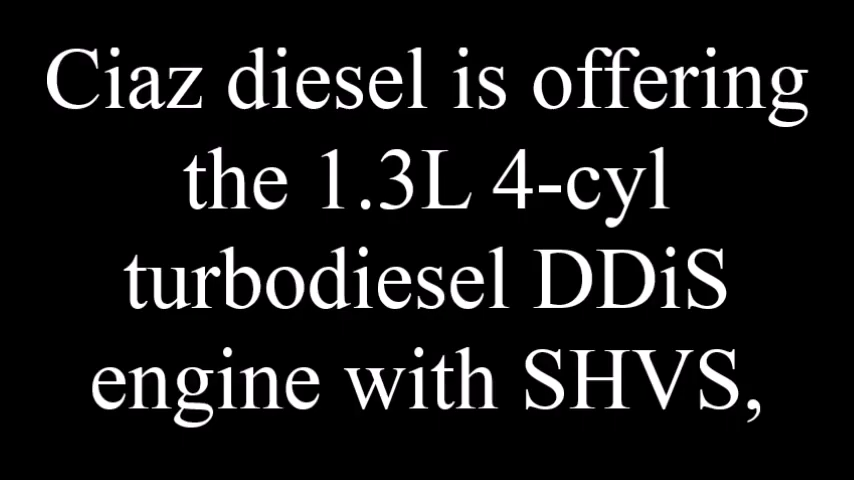 Ciaz diesel is offering
the 1.3L 4-cyl
turbodiesel DDiS
engine with SHVS,